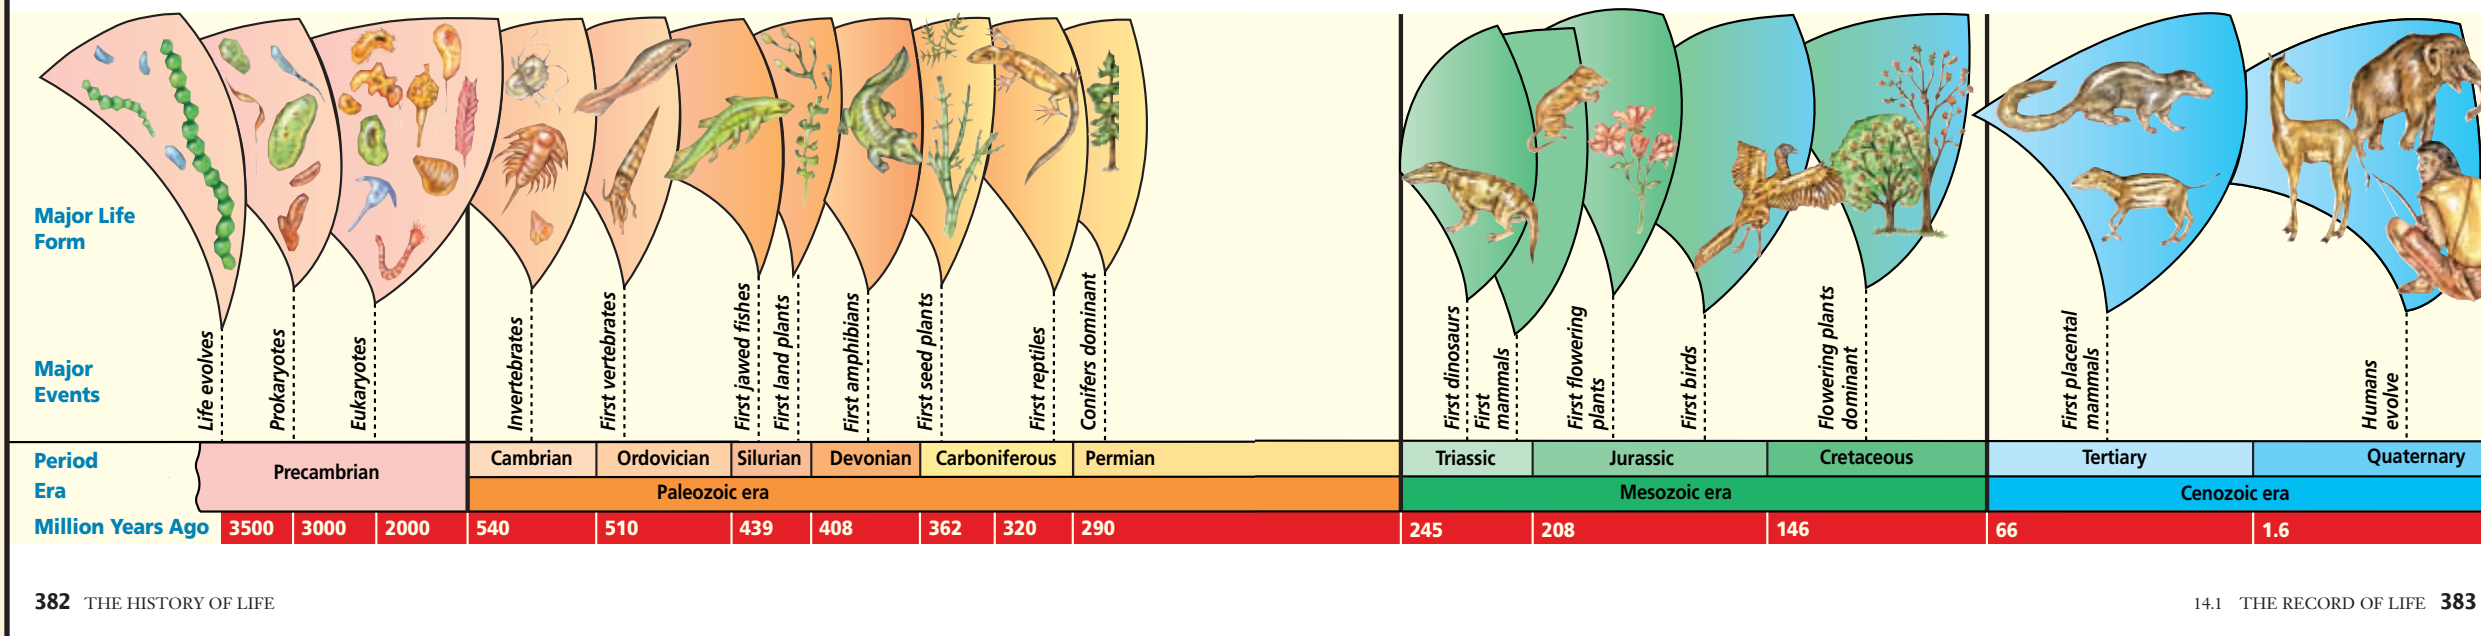 Major Life
Form
Major
Events
Life evolves
Prokaryotes
Eukaryotes
Invertebrates
First vertebrates
First jawed fishes
First land plants
First amphibians
First seed plants
First reptiles
Conifers dominant
First dinosaurs
First
mammals
First flowering
plants
First birds
Flowering plants
dominant
First placental
mammals
Humans
evolve
Period
Precambrian
Cambrian
Ordovician
Silurian
Devonian
Carboniferous
Permian
Triassic
Jurassic
Cretaceous
Tertiary
Quaternary
Era
Paleozoic era
Mesozoic era
Cenozoic era
Million Years Ago
3500
3000
2000
540
510
439
408
362
320
290
245
208
146
66
1.6
382 THE HISTORY OF LIFE
14.1 THE RECORD OF LIFE 383